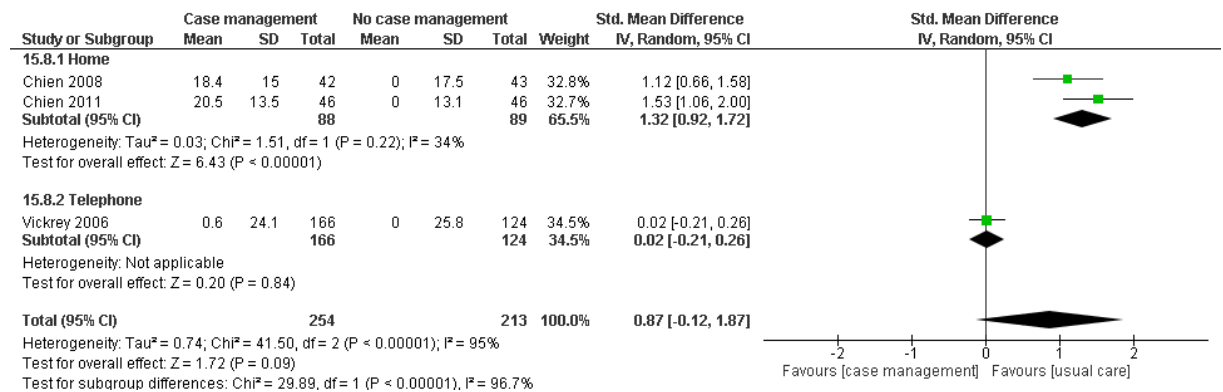 Case management No case management Std. Mean Difference Std. Mean Difference
Study or Subgroup Mean SD Total Mean SD Total Weight IV, Random, 95% CI IV, Random, 95% CI
15.8.1 Home
Chien 2008 18.4 15 42 0 17.5 43 32.8% 1.12 [0.66, 1.58]
Chien 2011 20.5 13.5 46 0 13.1 46 32.7% 1.53 [1.06, 2.00]
Subtotal (95% CI) 88 89 65.5% 1.32 [0.92, 1.72]
Heterogeneity: Tau² = 0.03; Chi² = 1.51, df = 1 (P = 0.22); I² = 34%
Test for overall effect: Z = 6.43 (P < 0.00001)
15.8.2 Telephone
Vickrey 2006 0.6 24.1 166 0 25.8 124 34.5% 0.02 [-0.21, 0.26]
Subtotal (95% CI) 166 124 34.5% 0.02 [-0.21, 0.26]
Heterogeneity: Not applicable
Test for overall effect: Z = 0.20 (P = 0.84)
Total (95% CI) 254 213 100.0% 0.87 [-0.12, 1.87]
Heterogeneity: Tau² = 0.74; Chi² = 41.50, df = 2 (P < 0.00001); I² = 95%
Test for overall effect: Z = 1.72 (P = 0.09)
Test for subgroup differences: Chi² = 29.89, df = 1 (P < 0.00001), I² = 96.7%
-2 -1 0 1 2
Favours [case management] Favours [usual care]